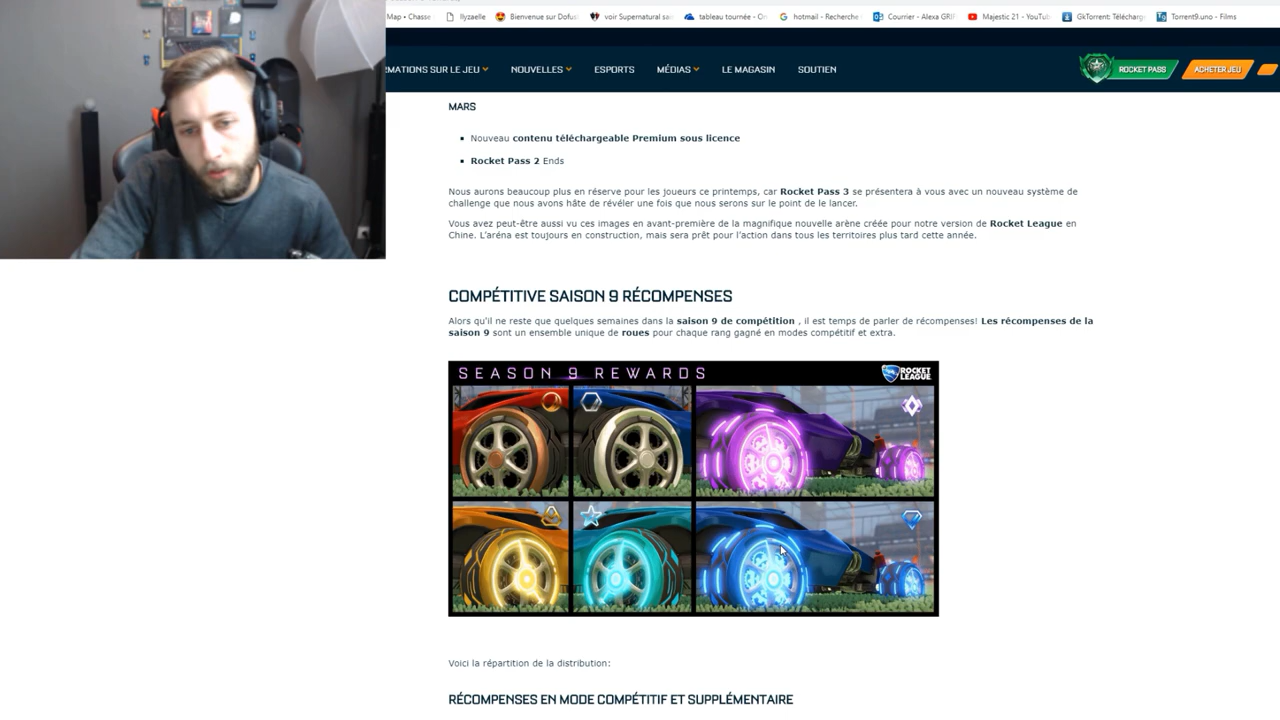 Map • Chasse
llyzaelle
Bienvenue sur Dofus
voir Supernatural sai
tableau tournée - On
hotmail - Recherche
Courrier - Alexa GRIF
Majestic 21 - YouTub
GkTorrent: Télécharg
Torrent9.uno - Films
RMATIONS SUR LE JEU
NOUVELLES
ESPORTS
MÉDIAS
LE MAGASIN
SOUTIEN
ROCKET PASS
ACHETER JEU
MARS
Nouveau contenu téléchargeable Premium sous licence
Rocket Pass 2 Ends
Nous aurons beaucoup plus en réserve pour les joueurs ce printemps, car Rocket Pass 3 se présentera à vous avec un nouveau système de
challenge que nous avons hâte de révéler une fois que nous serons sur le point de le lancer.
Vous avez peut-être aussi vu ces images en avant-première de la magnifique nouvelle arène créée pour notre version de Rocket League en
Chine. L'aréna est toujours en construction, mais sera prêt pour l'action dans tous les territoires plus tard cette année.
COMPÉTITIVE SAISON 9 RÉCOMPENSES
Alors qu'il ne reste que quelques semaines dans la saison 9 de compétition , il est temps de parler de récompenses! Les récompenses de la
saison 9 sont un ensemble unique de roues pour chaque rang gagné en modes compétitif et extra.
SEASON 9 REWARDS
ROCKET
LEAGUE
Voici la répartition de la distribution:
RÉCOMPENSES EN MODE COMPÉTITIF ET SUPPLÉMENTAIRE